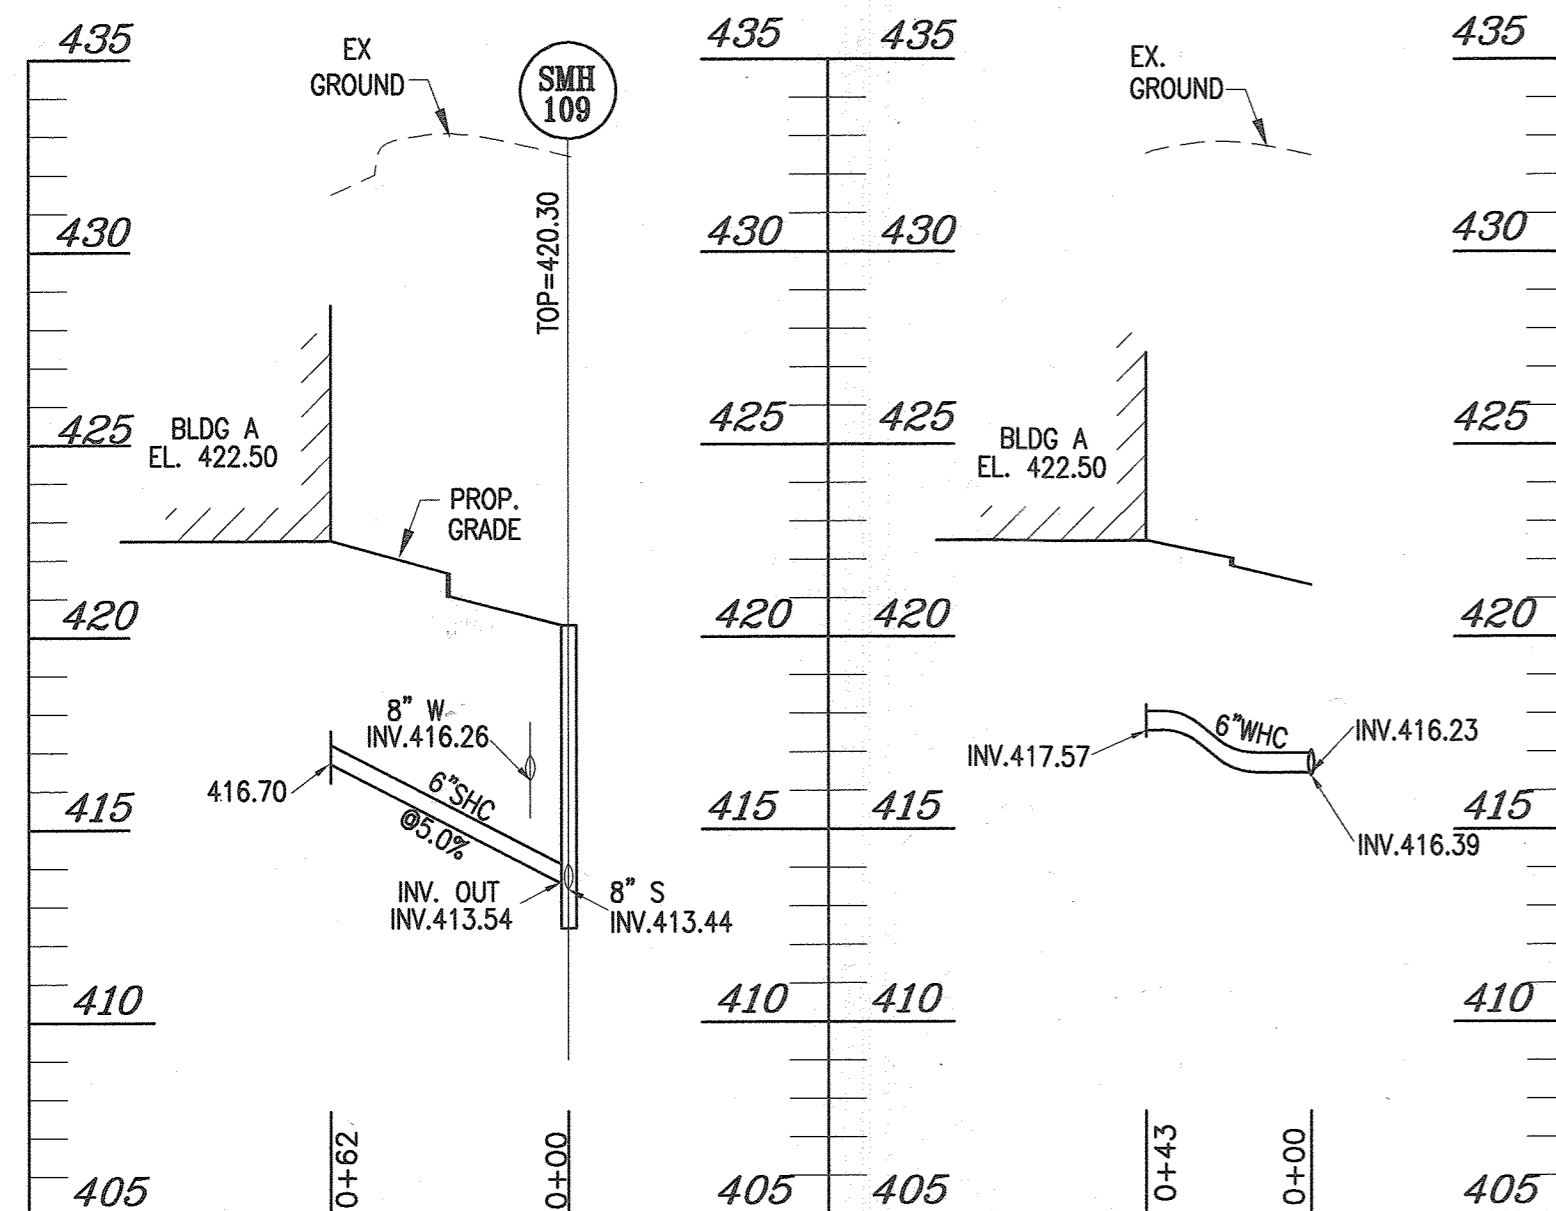 435
EX
GROUND
SMH
109
435
435
EX.
GROUND
435
TOP=420.30
430
430
430
430
425
BLDG A
EL. 422.50
425
425
BLDG A
EL. 422.50
425
PROP.
GRADE
420
420
420
420
8" W
INV.416.26
416.70
6"SHC
@5.0%
415
415
415
415
6"WHC
INV.417.57
INV.416.23
INV.416.39
INV. OUT
INV.413.54
8" S
INV.413.44
410
410
410
410
405
0+62
0+00
405
405
0+43
0+00
405